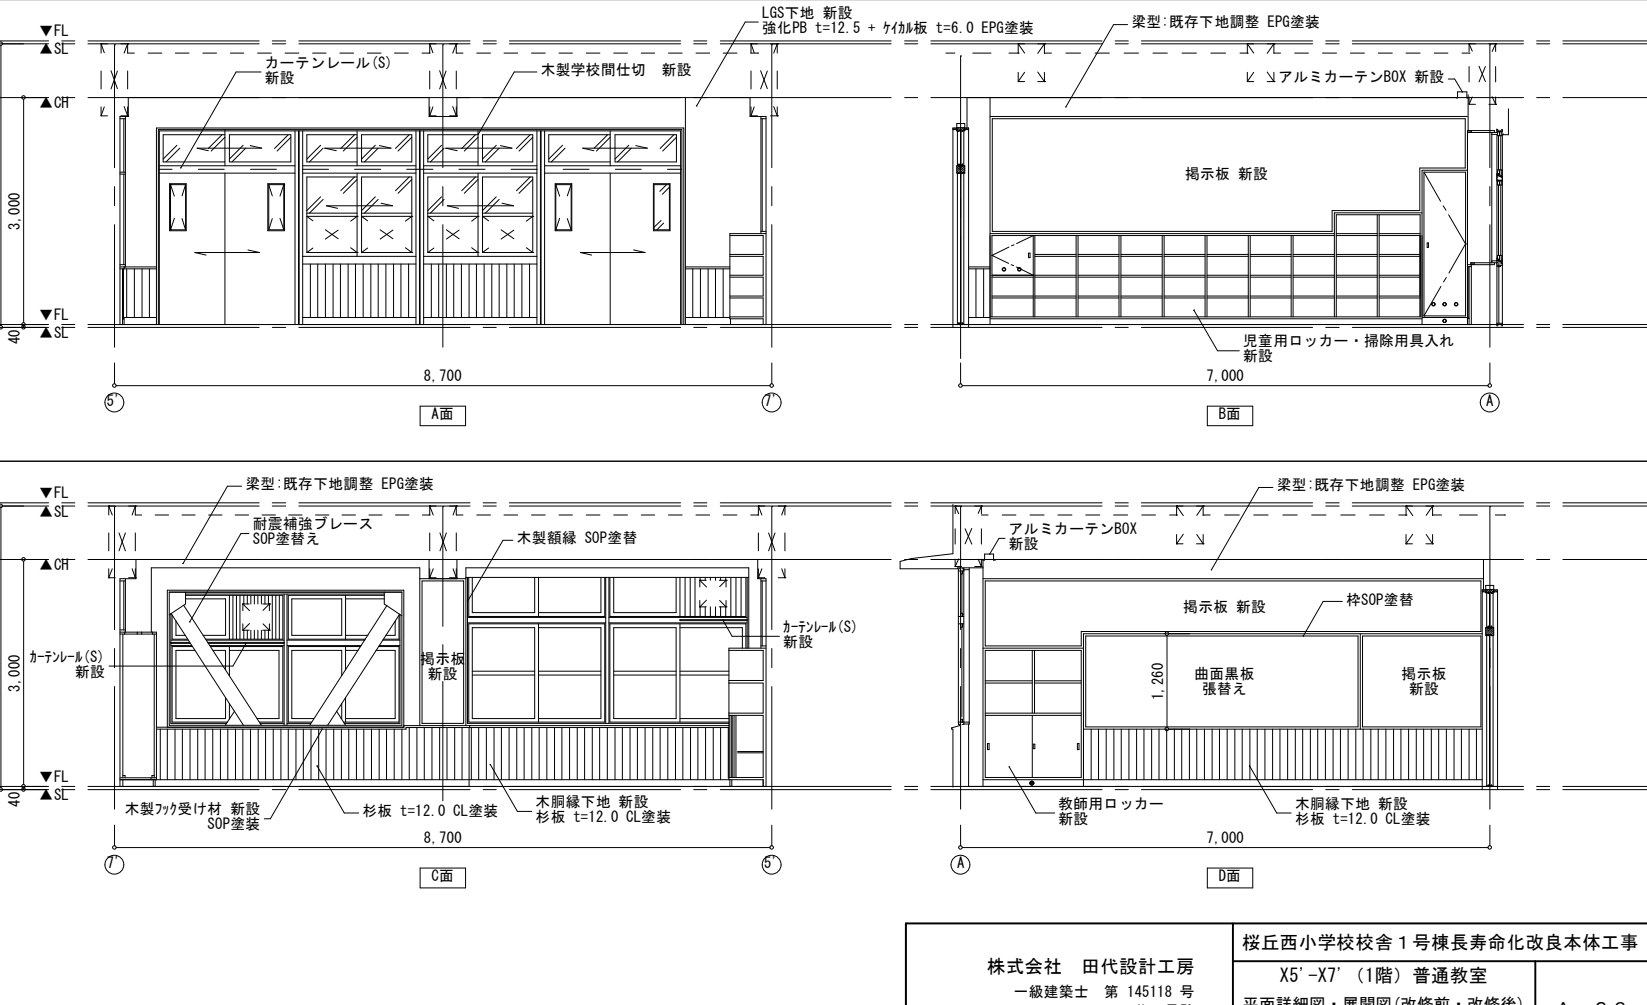 LGS下地 新設
強化PB t=12.5 + ケイカル板 t=6.0 EPG塗装
カーテンレール(S)
新設
木製学校間仕切 新設
▼FL
▲SL
▲CH
3,000
▼FL
▲SL
40
8,700
5'
7'
A面
梁型:既存下地調整 EPG塗装
アルミカーテンBOX 新設
掲示板 新設
児童用ロッカー・掃除用具入れ
新設
7,000
A
B面
▼FL
▲SL
▲CH
3,000
▼FL
▲SL
40
梁型:既存下地調整 EPG塗装
耐震補強ブレース
SOP塗替え
木製額縁 SOP塗替
カーテンレール(S)
新設
カーテンレール(S)
新設
掲示板
新設
木製フック受け材 新設
SOP塗装
杉板 t=12.0 CL塗装
木胴縁下地 新設
杉板 t=12.0 CL塗装
8,700
7'
5'
C面
梁型:既存下地調整 EPG塗装
アルミカーテンBOX
新設
掲示板 新設
枠SOP塗替
1,260
曲面黒板
張替え
掲示板
新設
教師用ロッカー
新設
木胴縁下地 新設
杉板 t=12.0 CL塗装
7,000
A
D面
株式会社 田代設計工房
一級建築士 第 145118 号
桜丘西小学校校舎1号棟長寿命化改良本体工事
X5'-X7' (1階) 普通教室
平面詳細図・展開図(改修前・改修後)